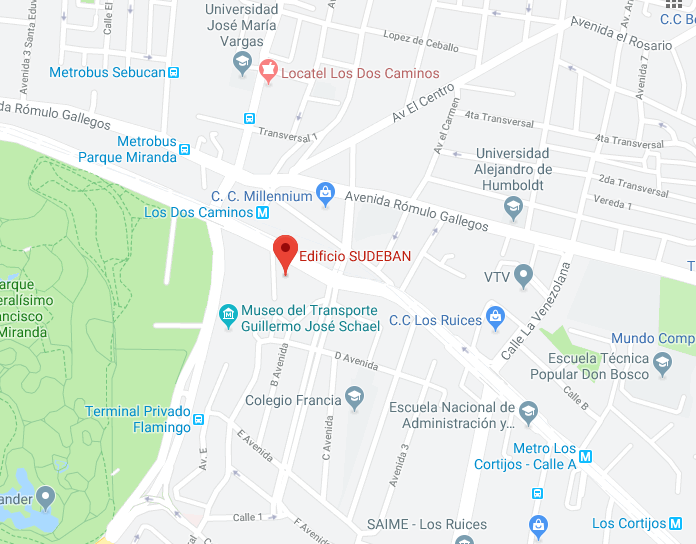 Universidad
José María
Vargas
Calle El
Avenida 3 Santa Eduv
Lopez de Ceballo
Avenida el Rosario
Av. An
C.C Be
Metrobus Sebucan
Locatel Los Dos Caminos
Avenida 7
Av El Centro
Av el Carmen
4ta Transversal
4ta Transversal
da Rómulo Gallegos
Transversal 1
Metrobus
Parque Miranda
Universidad
Alejandro de
Humboldt
2da Transversal
Vereda 1
C. C. Millennium
Avenida Rómulo Gallegos
Los Dos Caminos
Edificio SUDEBAN
VTV
T
Parque
eralísimo
ancisco
Miranda
Museo del Transporte
Guillermo José Schael
C.C Los Ruices
Calle La Venezolana
Mundo Comp
D Avenida
B Avenida
Escuela Técnica
Popular Don Bosco
Calle B
Colegio Francia
Terminal Privado
Flamingo
Escuela Nacional de
Administración y...
C Avenida
Av. E
E Avenida
Avenida 3
Metro Los
Cortijos - Calle A
ander
Calle 1
F Avenida
SAIME - Los Ruices
Los Cortijos